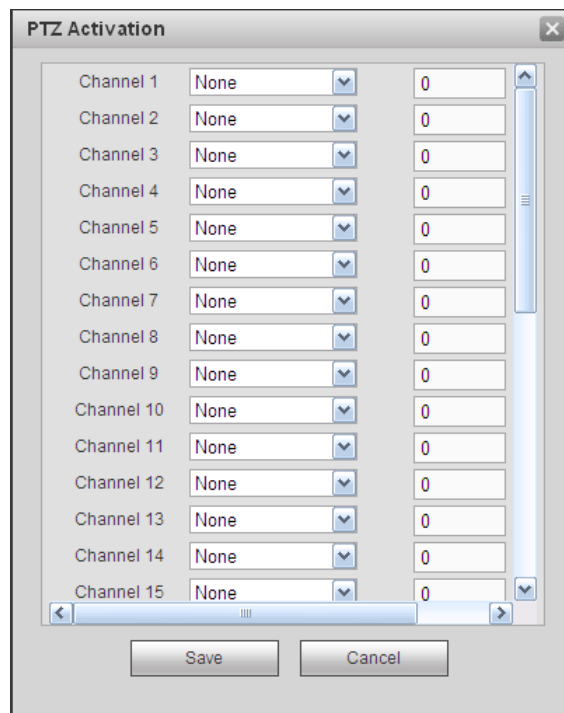 PTZ Activation
Channel 1 None 0
Channel 2 None 0
Channel 3 None 0
Channel 4 None 0
Channel 5 None 0
Channel 6 None 0
Channel 7 None 0
Channel 8 None 0
Channel 9 None 0
Channel 10 None 0
Channel 11 None 0
Channel 12 None 0
Channel 13 None 0
Channel 14 None 0
Channel 15 None 0
Save Cancel